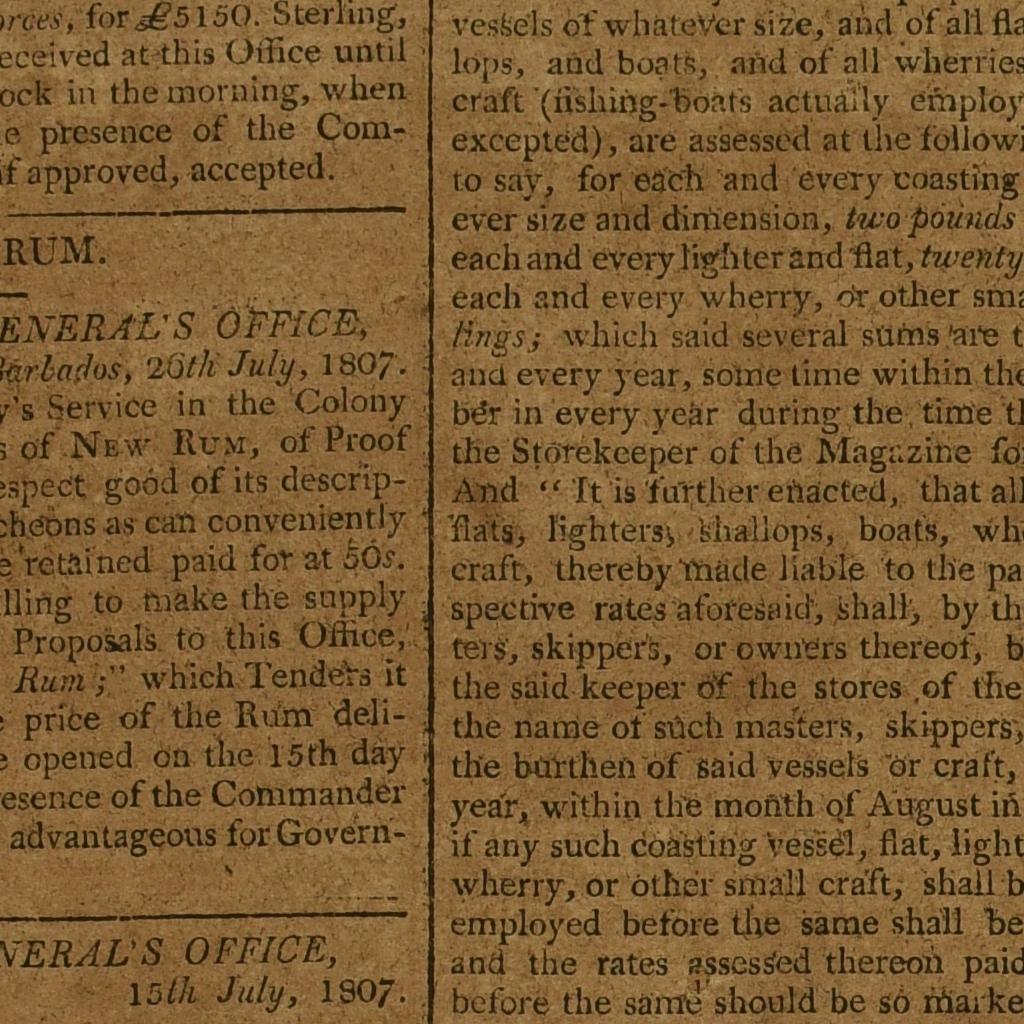 orces, for £5150. Sterling,
eceived at this Office until
ock in the morning, when
e presence of the Com-
if approved, accepted.
RUM.
ENERAL'S OFFICE,
Barbados, 26th July, 1807.
y's Service in the Colony
s of NEW RUM, of Proof
espect good of its descrip-
cheons as can conveniently
e retained paid for at 50s.
lling to make the supply
Proposals to this Office,
Rum;" which Tenders it
e price of the Rum deli-
e opened on the 15th day
esence of the Commander
advantageous for Govern-
NERAL'S OFFICE,
15th July, 1807.
vessels of whatever size, and of all fla
lops, and boats, and of all wherries
craft (fishing-boats actually employ
excepted), are assessed at the followi
to say, for each and every coasting
ever size and dimension, two pounds
each and every lighter and flat, twenty
each and every wherry, or other sma
lings; which said several sums are t
and every year, some time within the
ber in every year during the time th
the Storekeeper of the Magazine for
And " It is further enacted, that all
flats, lighters, shallops, boats, whe
craft, thereby made liable to the pa
spective rates aforesaid, shall, by th
ters, skippers, or owners thereof, b
the said keeper of the stores of the
the name of such masters, skippers,
the burthen of said vessels or craft,
year, within the month of August in
if any such coasting vessel, flat, light
wherry, or other small craft, shall b
employed before the same shall be
and the rates assessed thereon paid
before the same should be so marke